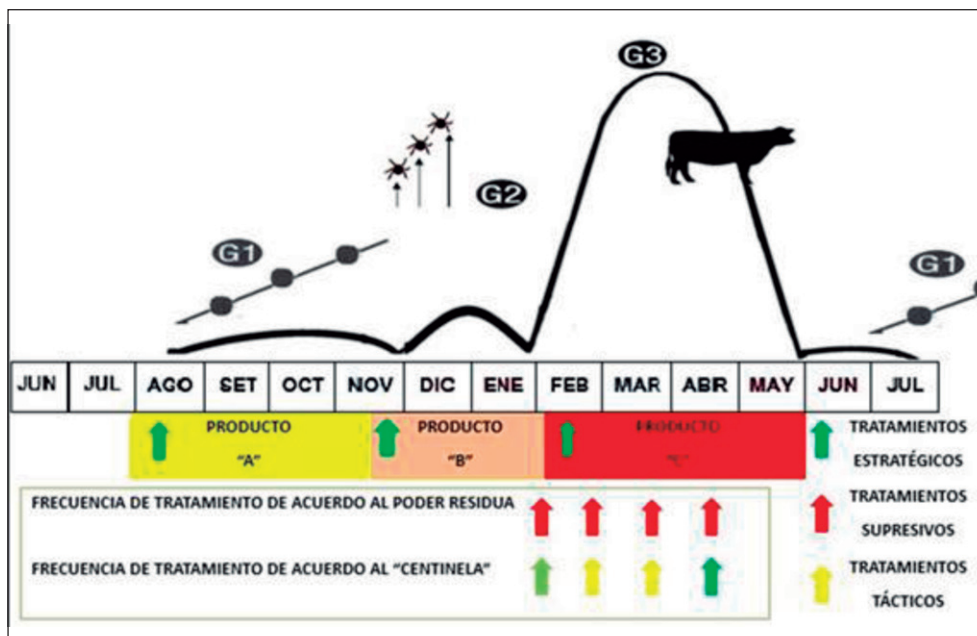 G3
G2
G1
G1
JUN JUL AGO SET OCT NOV DIC ENE FEB MAR ABR MAY JUN JUL
PRODUCTO PRODUCTO PRODUCTO TRATAMIENTOS
"A" "B" "C" ESTRATÉGICOS
FRECUENCIA DE TRATAMIENTO DE ACUERDO AL PODER RESIDUA TRATAMIENTOS
SUPRESIVOS
FRECUENCIA DE TRATAMIENTO DE ACUERDO AL "CENTINELA" TRATAMIENTOS
TÁCTICOS